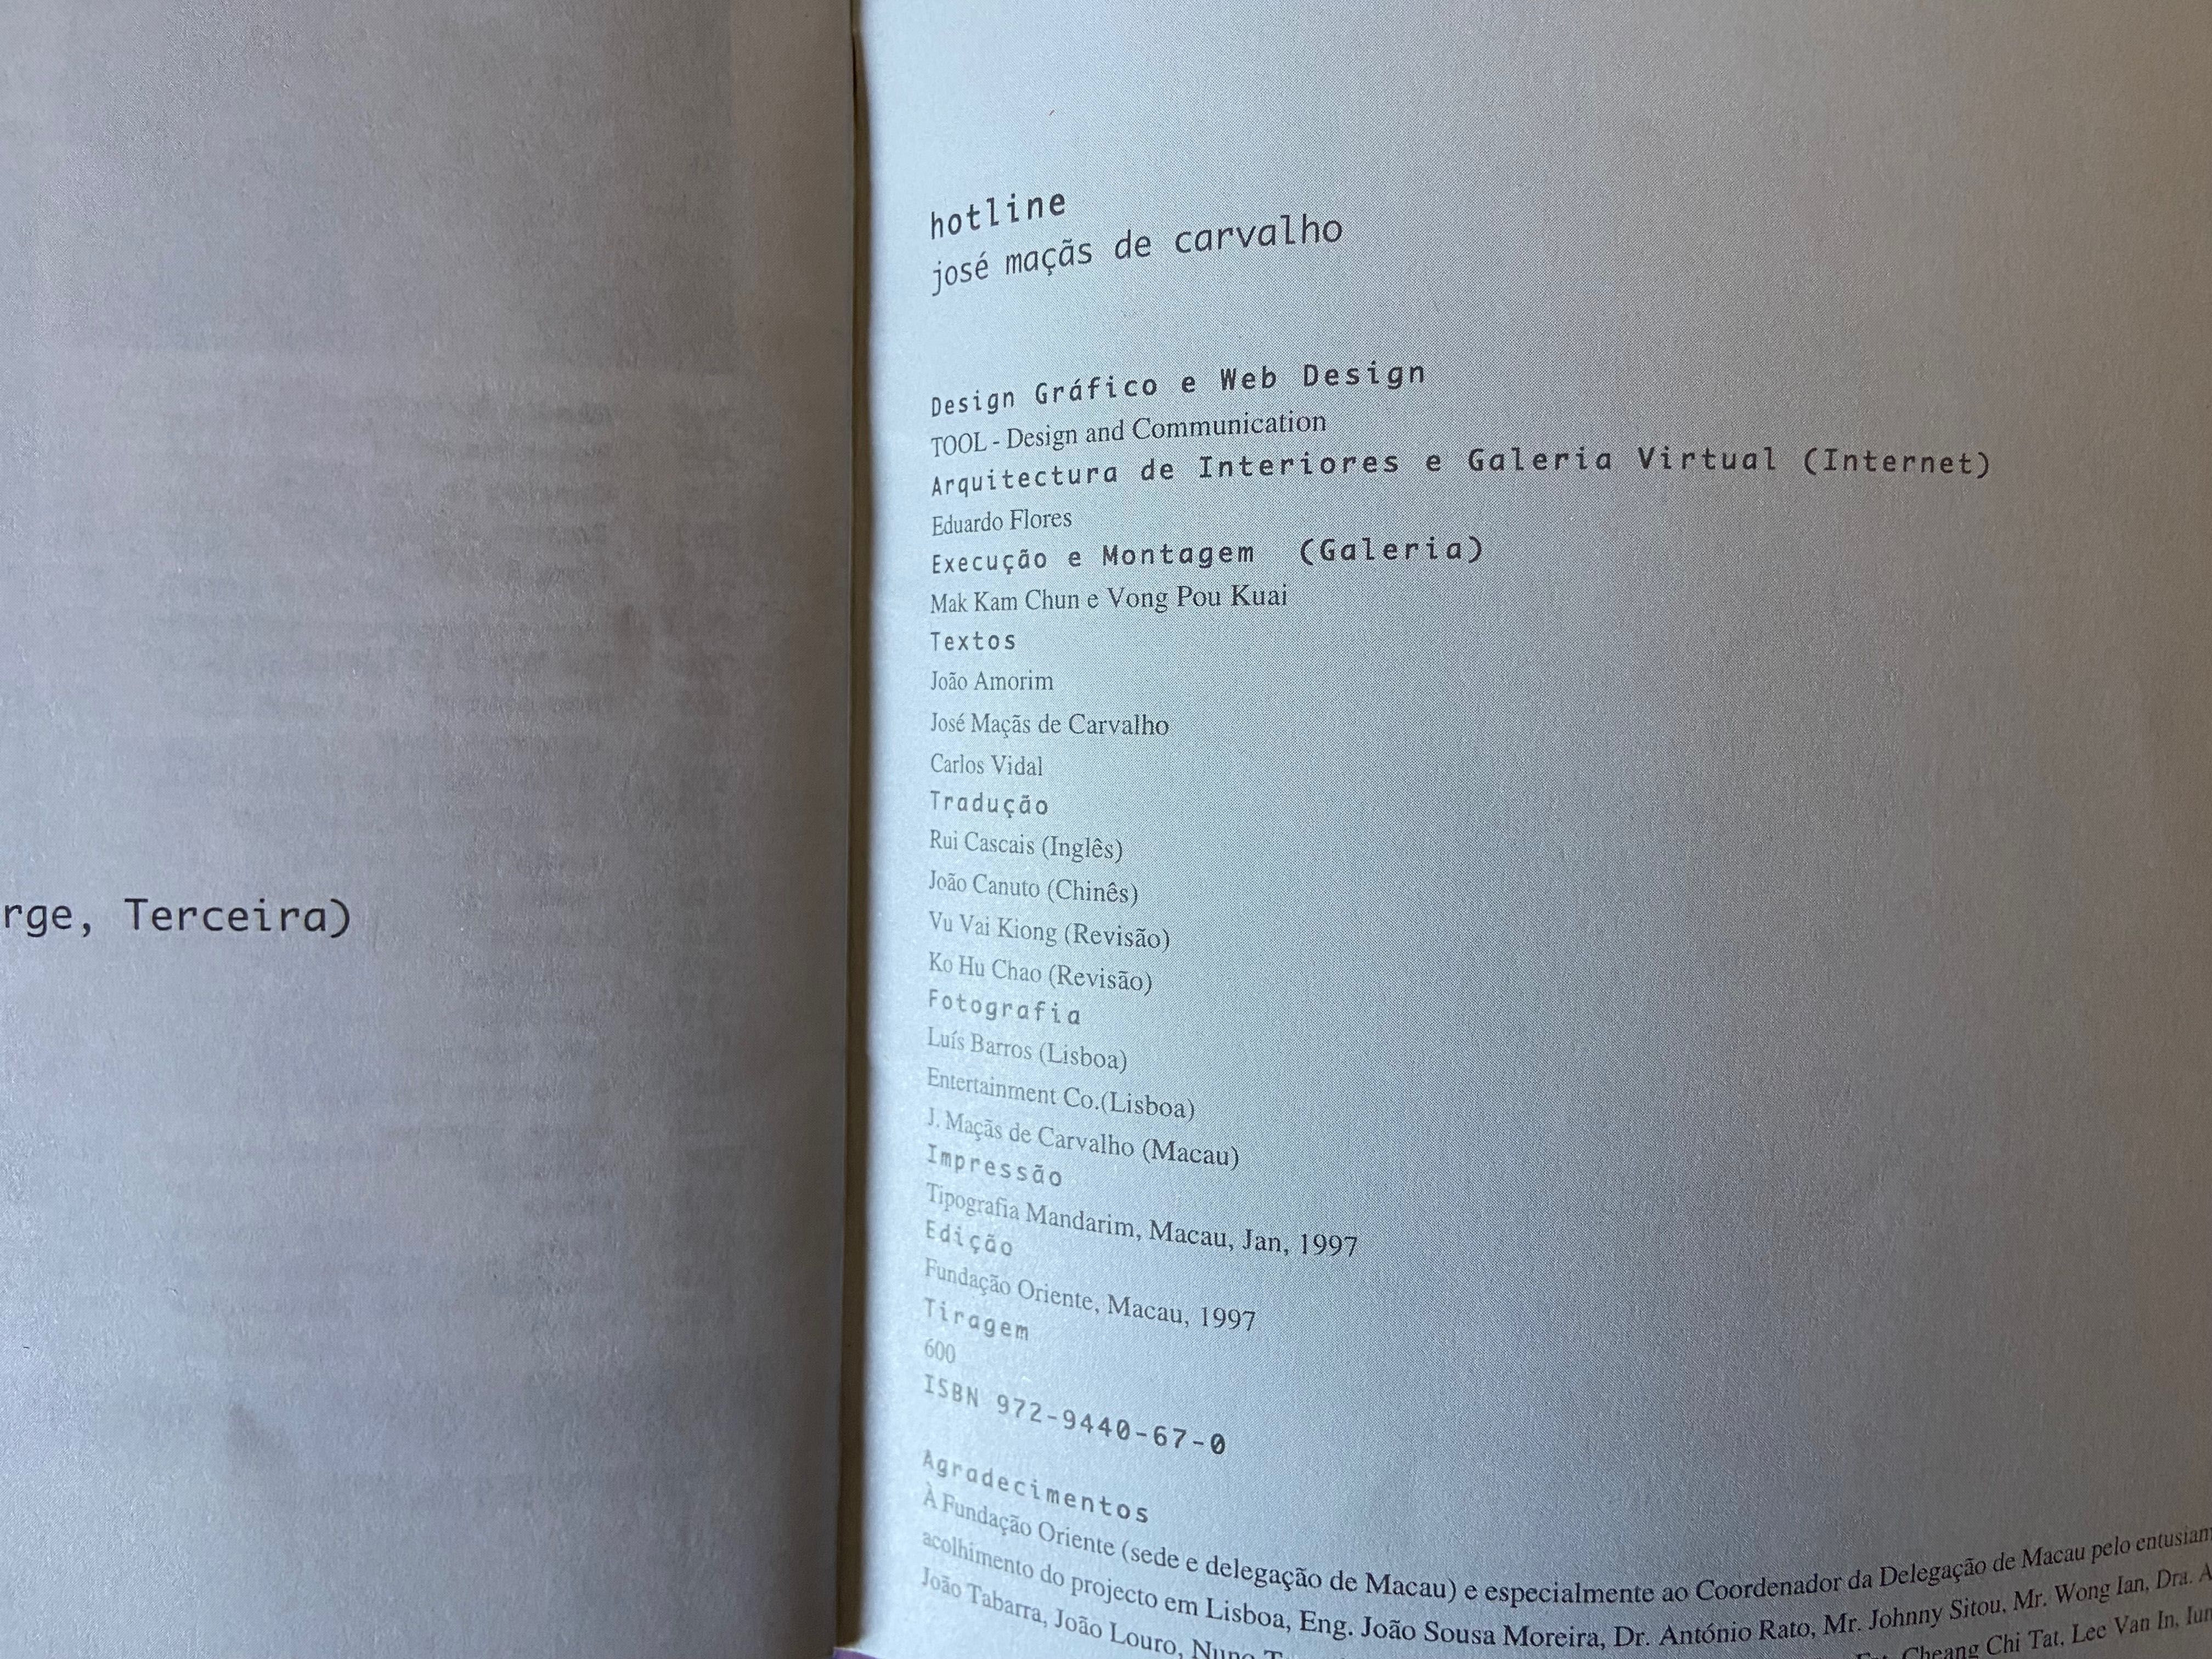 rge, Terceira)
hotline
josé maçãs de carvalho
Design Gráfico e Web Design
TOOL - Design and Communication
Arquitectura de Interiores e Galeria Virtual (Internet)
Eduardo Flores
Execução e Montagem (Galeria)
Mak Kam Chun e Vong Pou Kuai
Textos
João Amorim
José Maçãs de Carvalho
Carlos Vidal
Tradução
Rui Cascais (Inglês)
João Canuto (Chinês)
Vu Vai Kiong (Revisão)
Ko Hu Chao (Revisão)
Fotografia
Luís Barros (Lisboa)
Entertainment Co.(Lisboa)
J. Maçãs de Carvalho (Macau)
Impressão
Tipografia Mandarim, Macau, Jan, 1997
Edição
Fundação Oriente, Macau, 1997
Tiragem
600
ISBN 972-9440-67-0
Agradecimentos
À Fundação Oriente (sede e delegação de Macau) e especialmente ao Coordenador da Delegação de Macau pelo
acolhimento do projecto em Lisboa, Eng. João Sousa Moreira, Dr. António Rato, Mr. Johnny Sitou, Mr. Wong Ian, Dra. A
João Tabarra, João Louro, Cheang Chi Tat, Lee Van In,